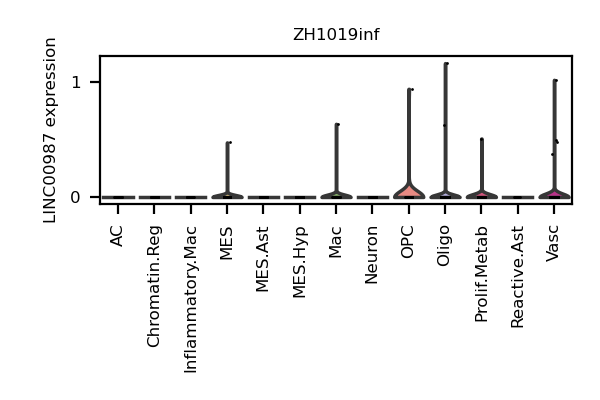 ZH1019inf
LINC00987 expression
1
0
AC
Chromatin.Reg
Inflammatory.Mac
MES
MES.Ast
MES.Hyp
Mac
Neuron
OPC
Oligo
Prolif.Metab
Reactive.Ast
Vasc